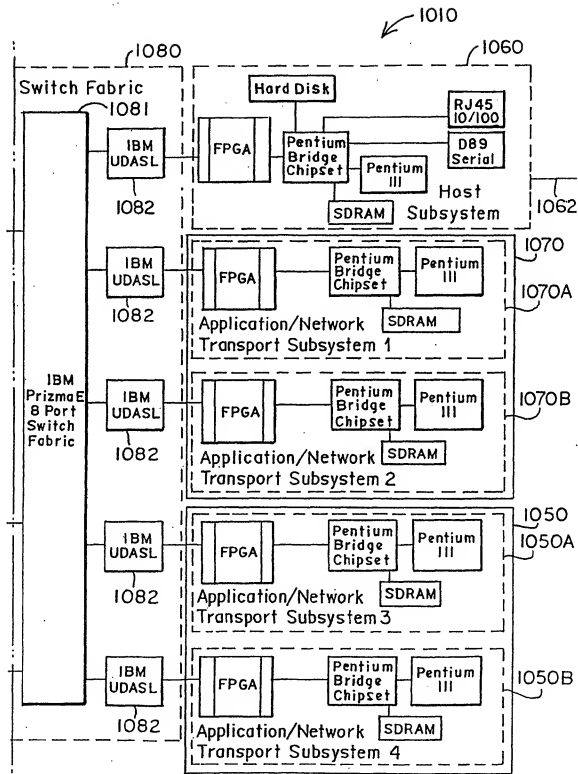 1010
1080
1060
Switch Fabric
1081
Hard Disk
RJ45
10/100
IBM
UDASL
FPGA
Pentium
Bridge
Chipset
D89
Serial
Pentium
III
1082
Host
Subsystem
SDRAM
1062
1070
IBM
UDASL
FPGA
Pentium
Bridge
Chipset
Pentium
III
1070A
1082
SDRAM
Application/Network
Transport Subsystem 1
IBM
PrizmaE
8 Port
Switch
Fabric
IBM
UDASL
FPGA
Pentium
Bridge
Chipset
Pentium
III
1070B
1082
SDRAM
Application/Network
Transport Subsystem 2
1050
IBM
UDASL
FPGA
Pentium
Bridge
Chipset
Pentium
III
1050A
1082
SDRAM
Application/Network
Transport Subsystem 3
IBM
UDASL
FPGA
Pentium
Bridge
Chipset
Pentium
III
1050B
1082
SDRAM
Application/Network
Transport Subsystem 4